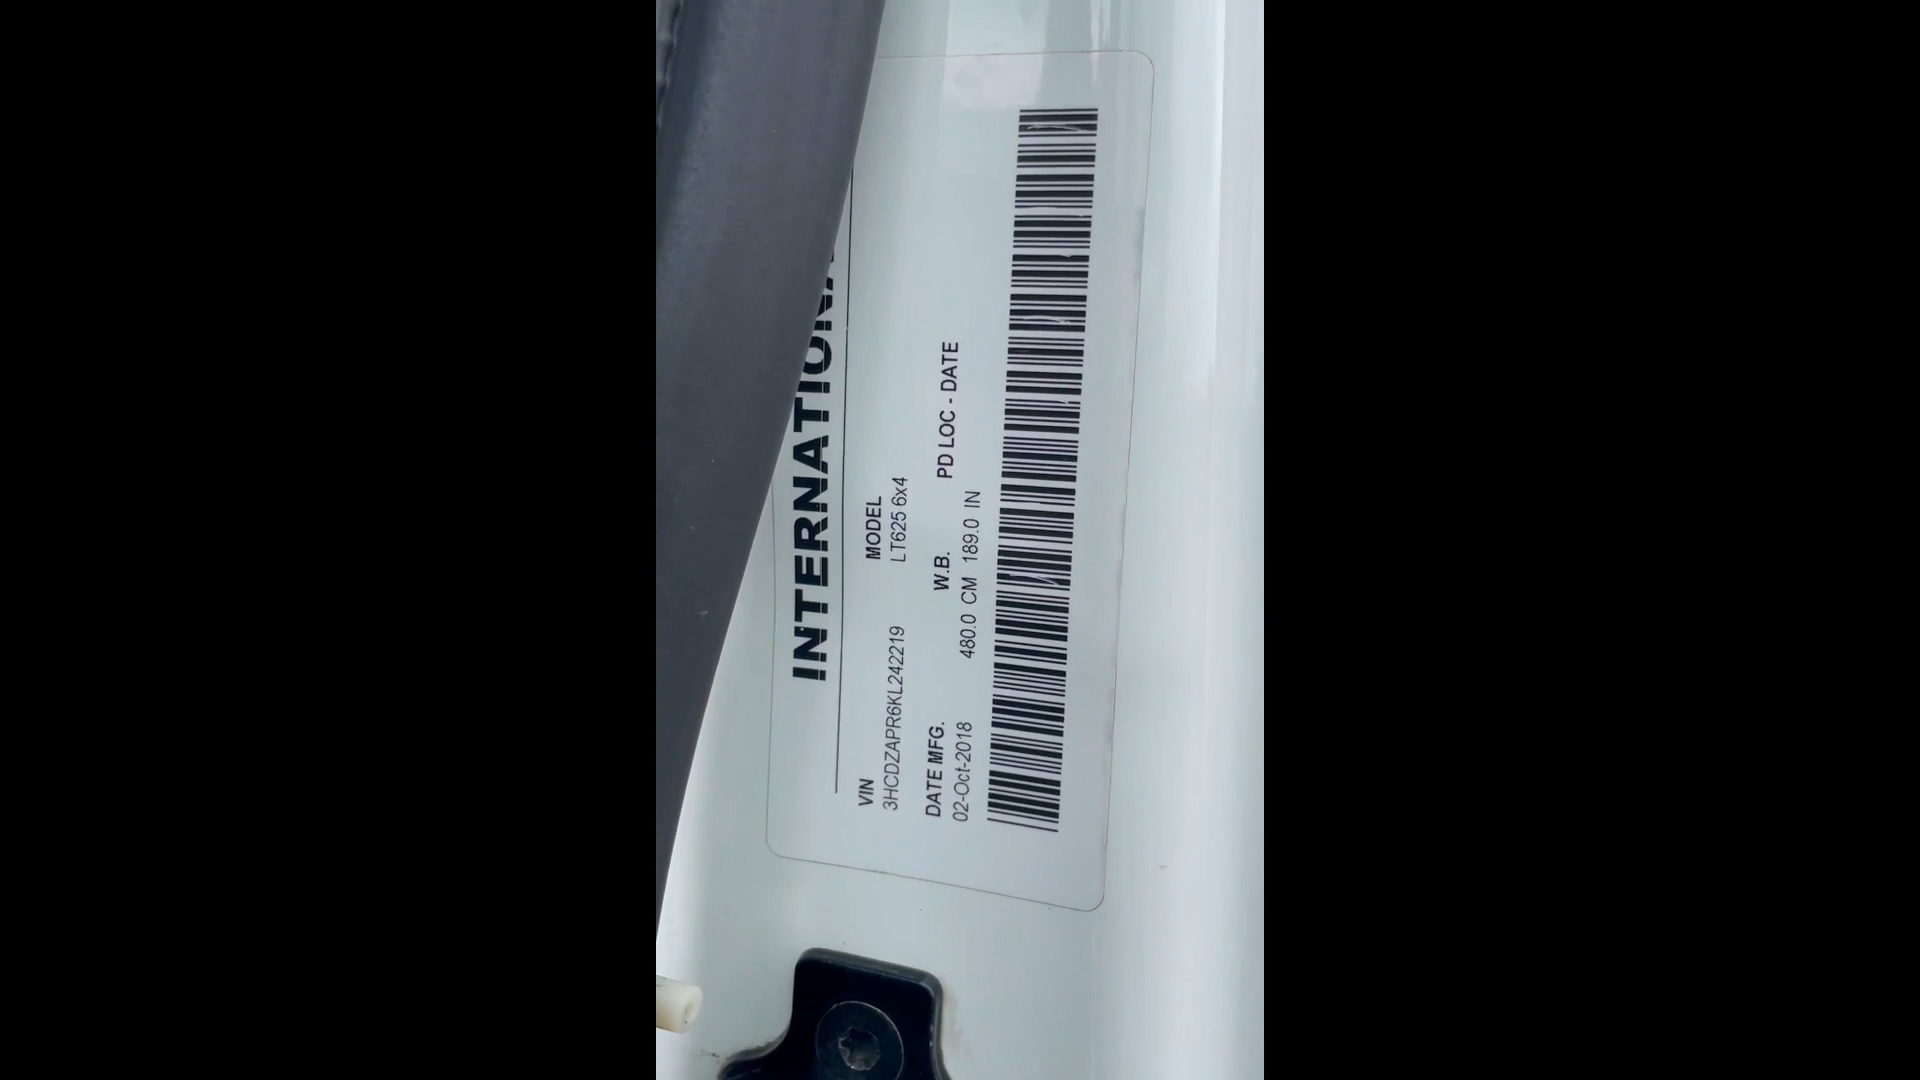 INTERNATIONA
VIN MODEL
3HCDZAPR6KL242219 LT625 6x4
DATE MFG. W.B. PD LOC - DATE
02-Oct-2018 480.0 CM 189.0 IN